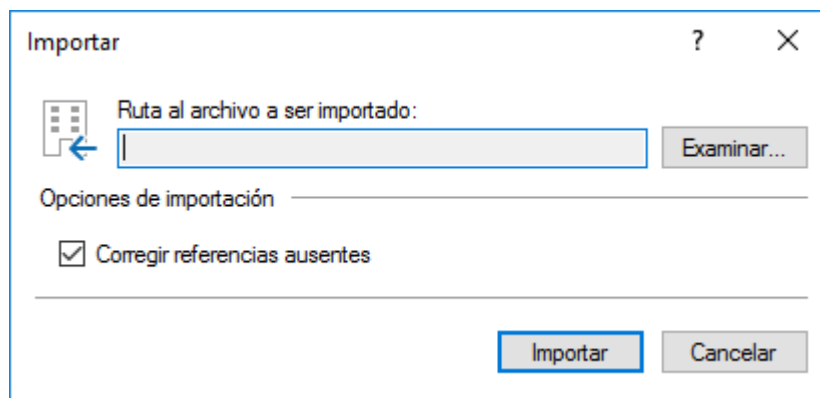 Importar
?
Ruta al archivo a ser importado:
Examinar...
Opciones de importación
Corregir referencias ausentes
Importar
Cancelar